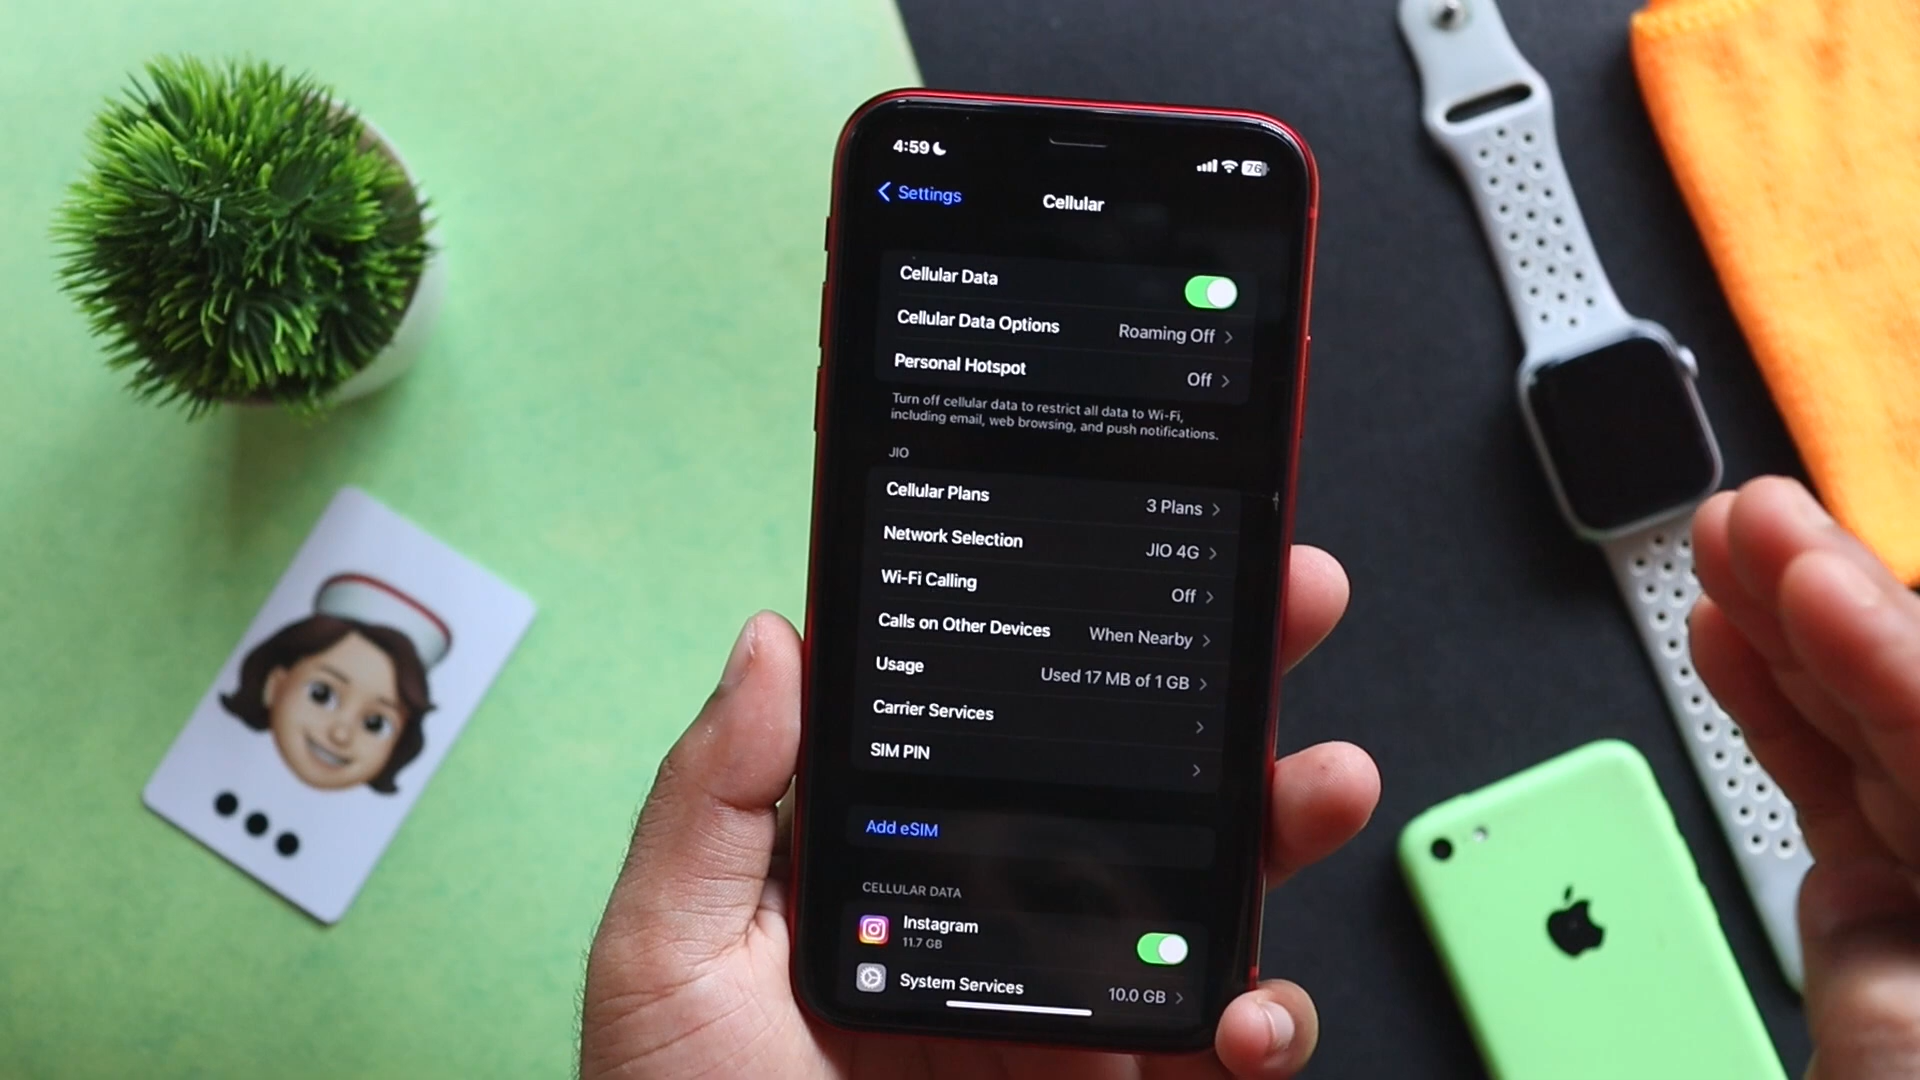 4:59
76
Settings
Cellular
Cellular Data
Cellular Data Options Roaming Off
Personal Hotspot Off
Turn off cellular data to restrict all data to Wi-Fi,
including email, web browsing, and push notifications.
JIO
Cellular Plans 3 Plans
Network Selection JIO 4G
Wi-Fi Calling Off
Calls on Other Devices When Nearby
Usage Used 17 MB of 1 GB
Carrier Services
SIM PIN
Add eSIM
CELLULAR DATA
Instagram
11.7 GB
System Services 10.0 GB